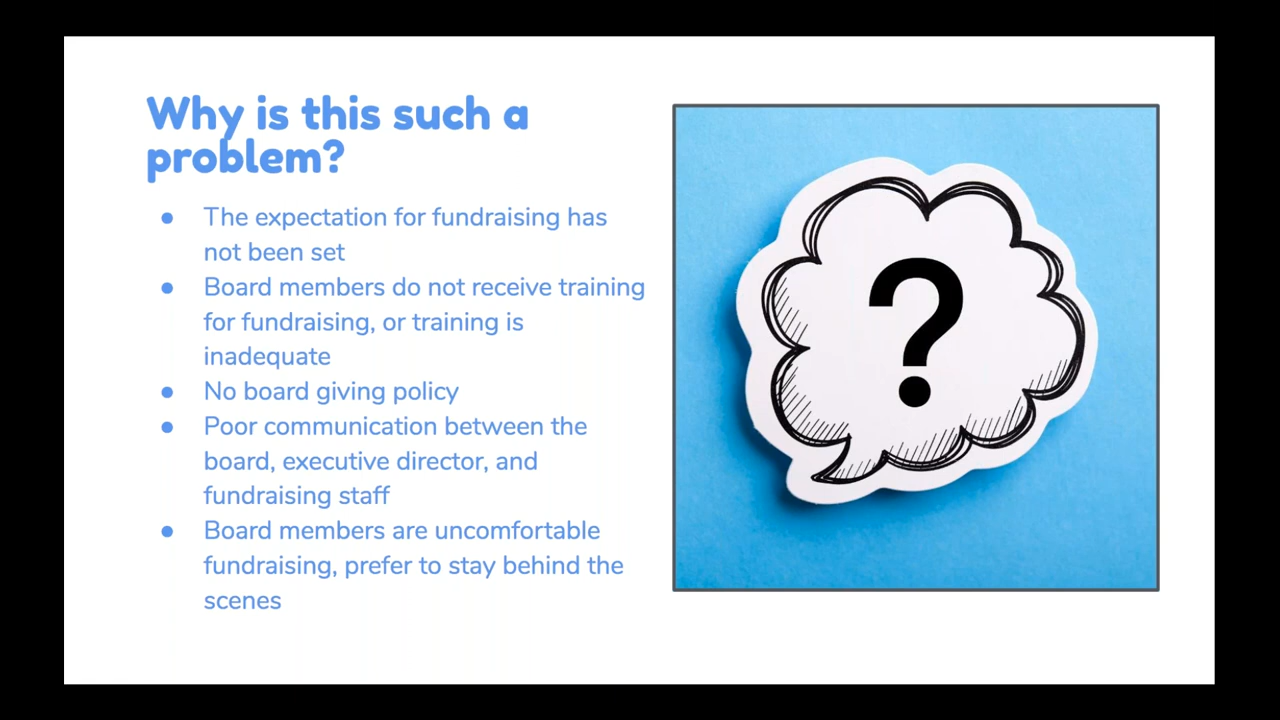 Why is this such a
problem?
● The expectation for fundraising has
not been set
● Board members do not receive training
for fundraising, or training is
inadequate
● No board giving policy
● Poor communication between the
board, executive director, and
fundraising staff
● Board members are uncomfortable
fundraising, prefer to stay behind the
scenes
?